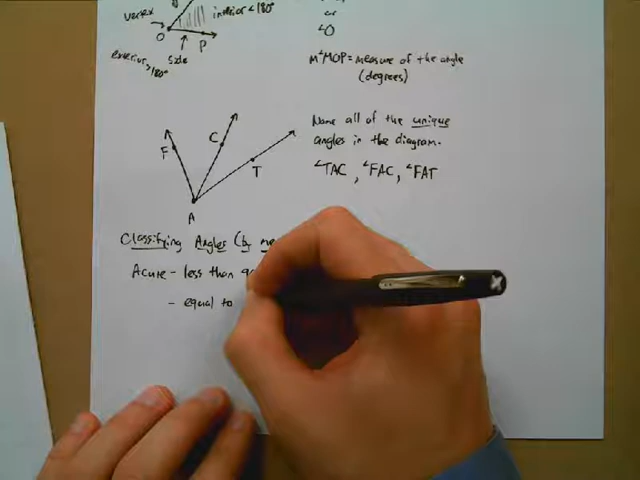 vertex
interior < 180°
O
P
side
exterior > 180°
or
∠O
m∠MOP = measure of the angle
(degrees)
Name all of the unique
angles in the diagram.
∠TAC, ∠FAC, ∠FAT
F
C
T
A
Classifying Angles (by
Acute - less than
- equal to